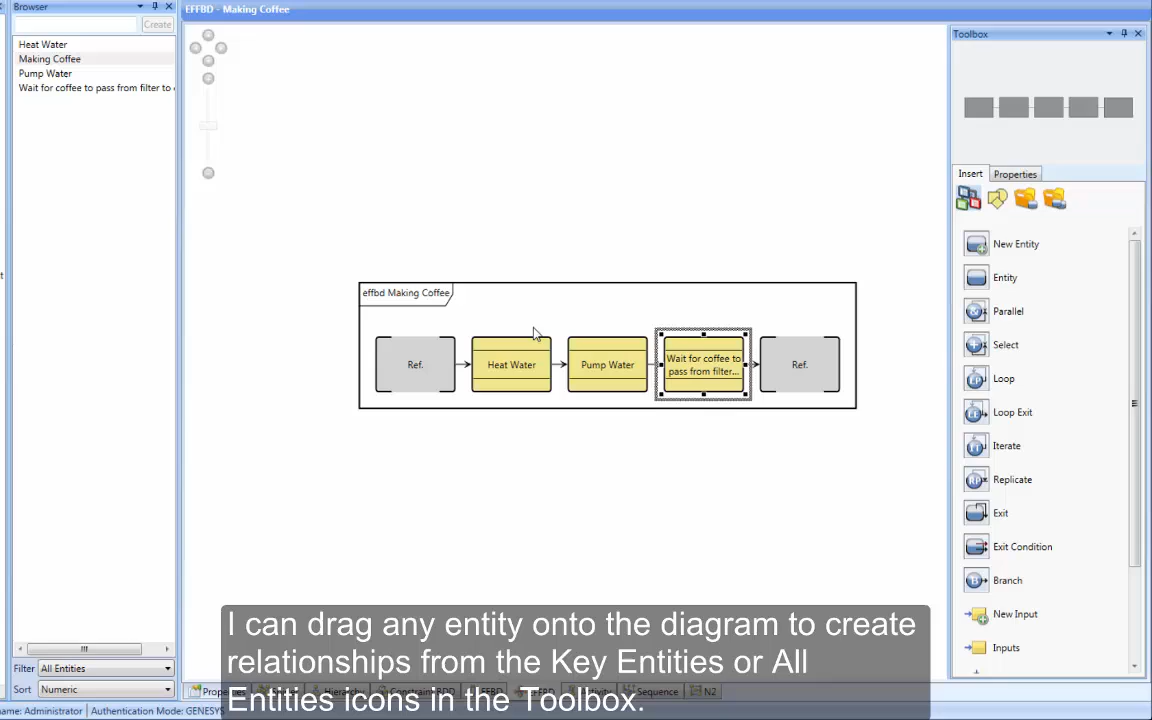 Browser
Create
Heat Water
Making Coffee
Pump Water
Wait for coffee to pass from filter to
Filter All Entities
Sort Numeric
name: Administrator Authentication Mode: GENESYS
EFFBD - Making Coffee
effbd Making Coffee
Ref.
Heat Water
Pump Water
Wait for coffee to
pass from filter...
Ref.
I can drag any entity onto the diagram to create
relationships from the Key Entities or All
Entities icons in the Toolbox.
Sequence
N2
Toolbox
Insert Properties
New Entity
Entity
Parallel
Select
Loop
Loop Exit
Iterate
Replicate
Exit
Exit Condition
Branch
New Input
Inputs